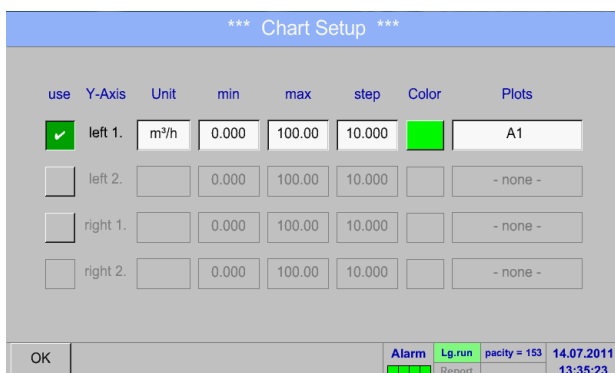 *** Chart Setup ***
use Y-Axis Unit min max step Color Plots
left 1. m³/h 0.000 100.00 10.000 A1
left 2. 0.000 100.00 10.000 - none -
right 1. 0.000 100.00 10.000 - none -
right 2. 0.000 100.00 10.000 - none -
OK Alarm Lg.run pacity = 153 14.07.2011
Report 13:35:23